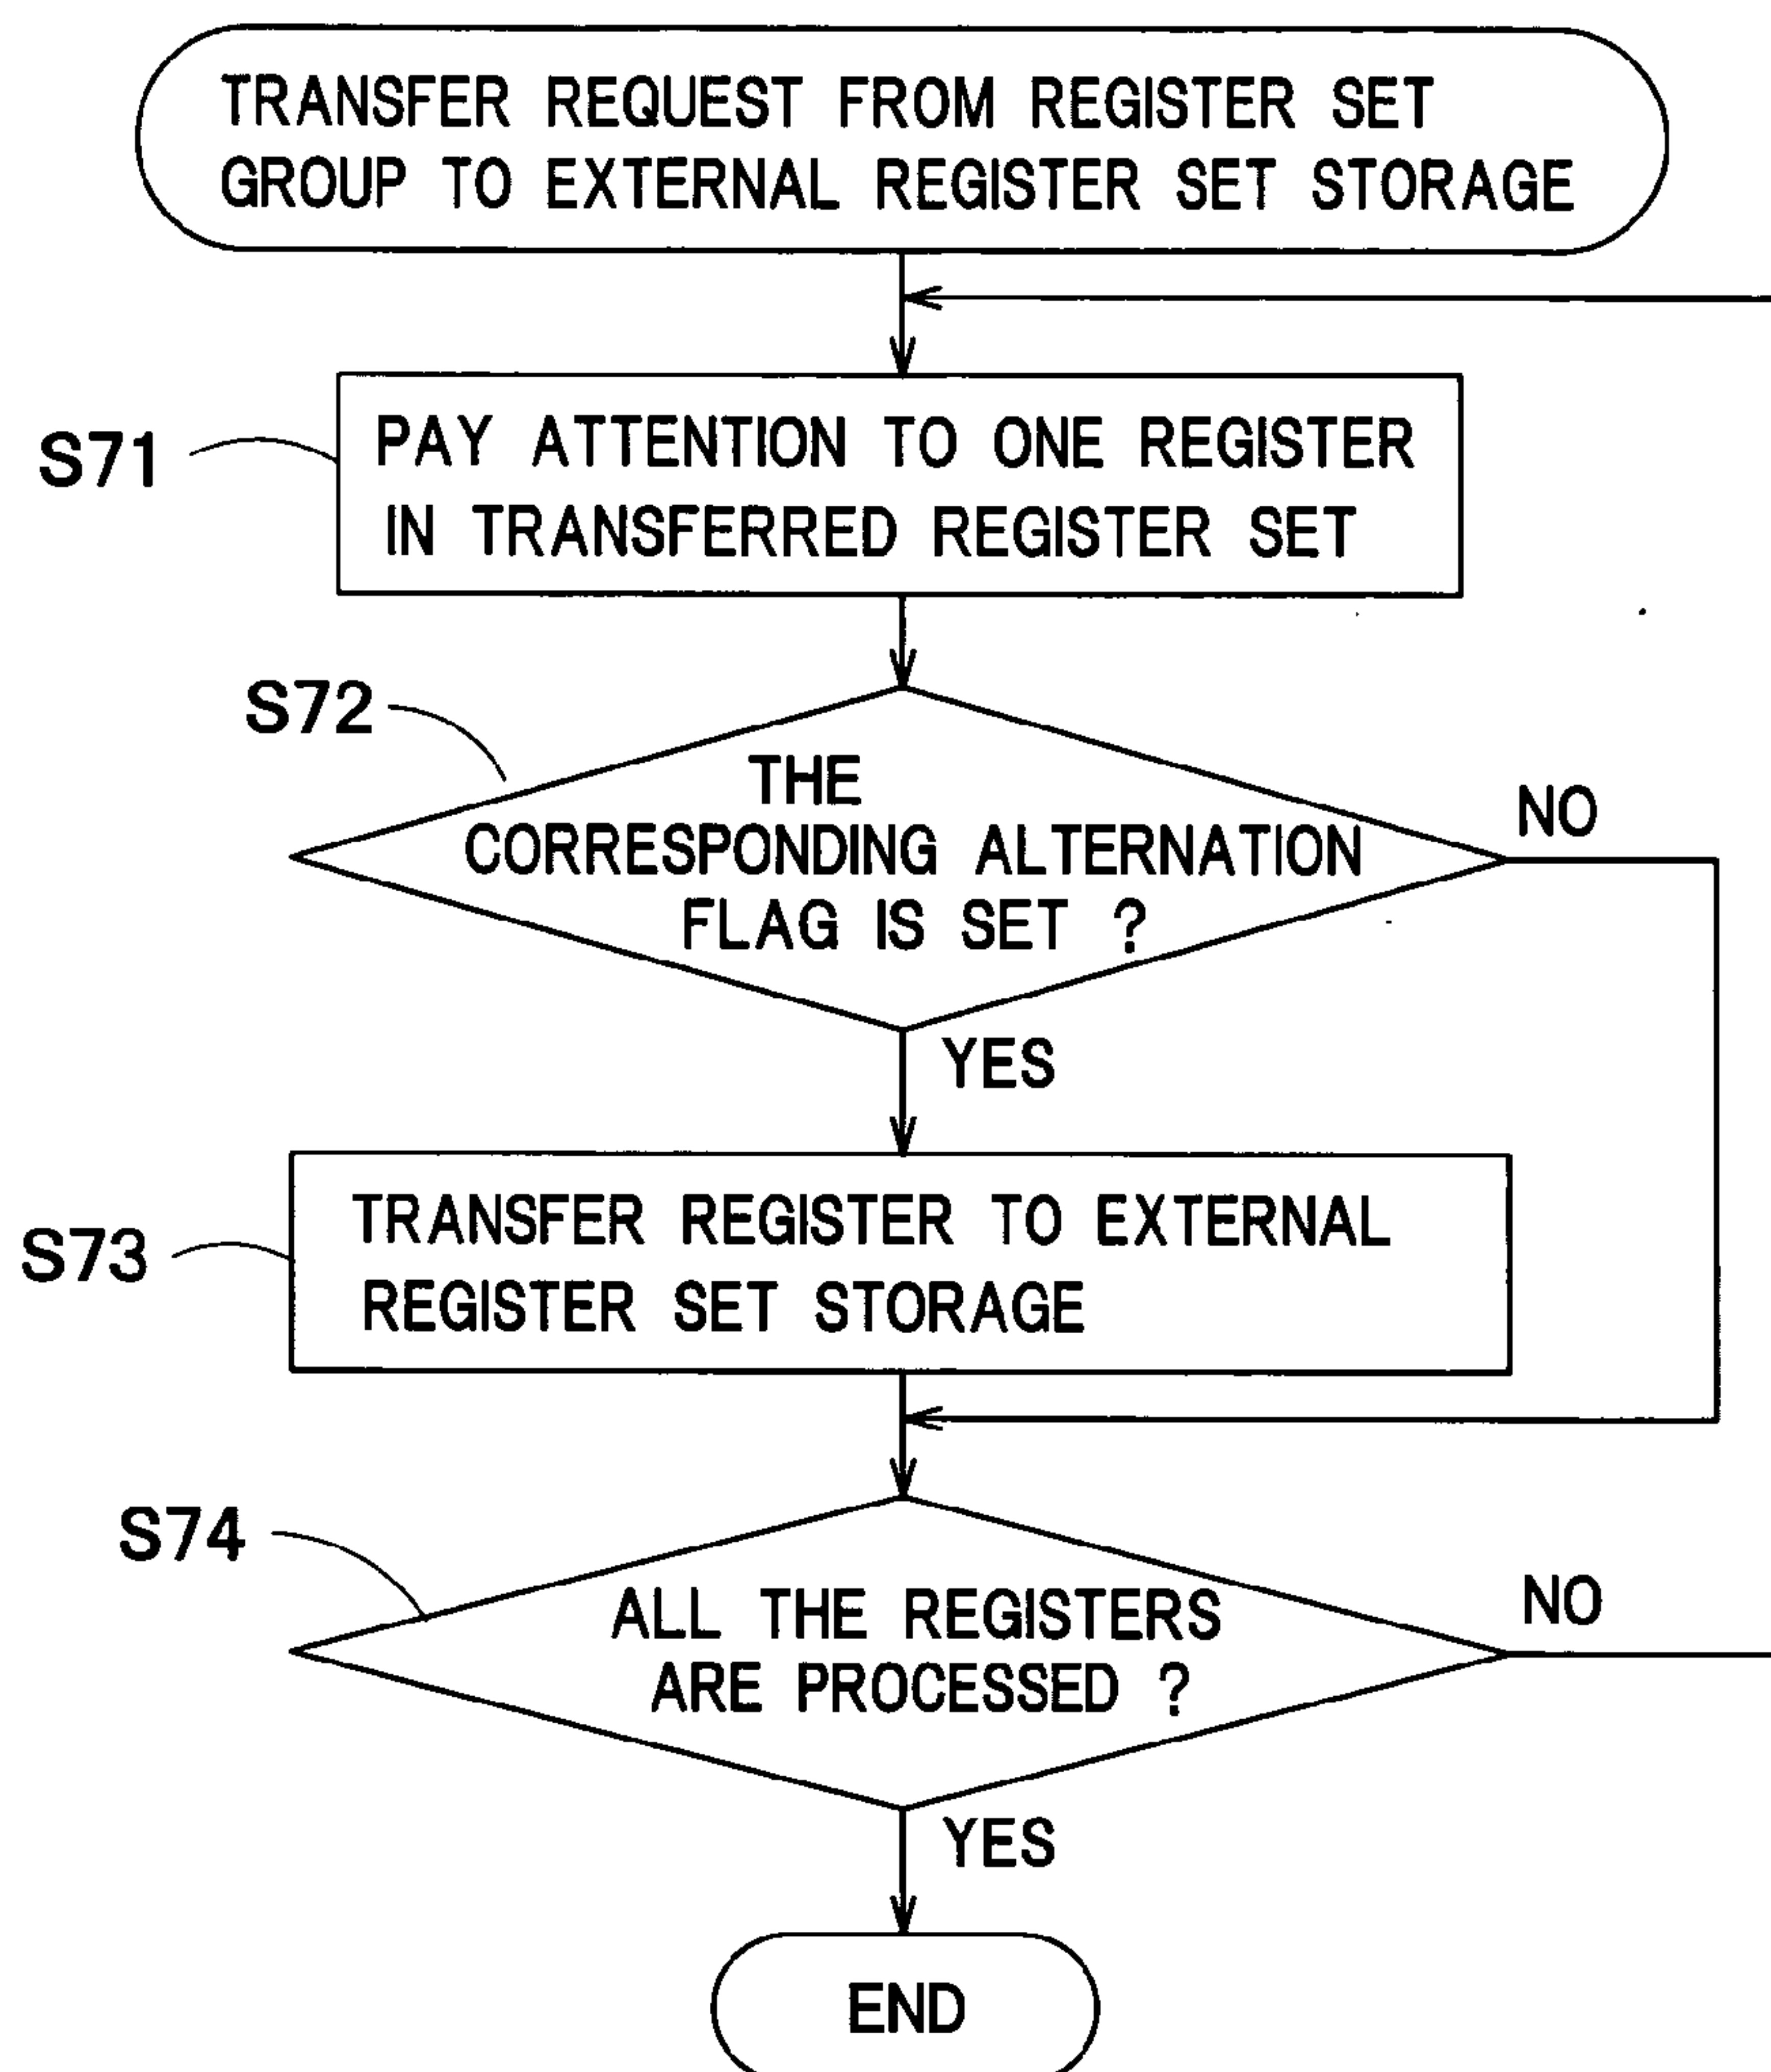 TRANSFER REQUEST FROM REGISTER SET
GROUP TO EXTERNAL REGISTER SET STORAGE
S71
PAY ATTENTION TO ONE REGISTER
IN TRANSFERRED REGISTER SET
S72
THE
CORRESPONDING ALTERNATION
FLAG IS SET ?
NO
YES
S73
TRANSFER REGISTER TO EXTERNAL
REGISTER SET STORAGE
S74
ALL THE REGISTERS
ARE PROCESSED ?
NO
YES
END